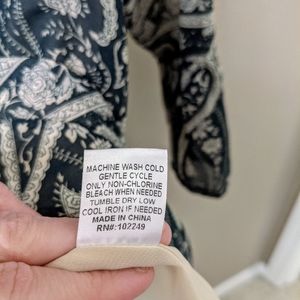 MACHINE WASH COLD
GENTLE CYCLE
ONLY NON-CHLORINE
BLEACH WHEN NEEDED
TUMBLE DRY LOW
COOL IRON IF NEEDED
MADE IN CHINA
RN#:102249